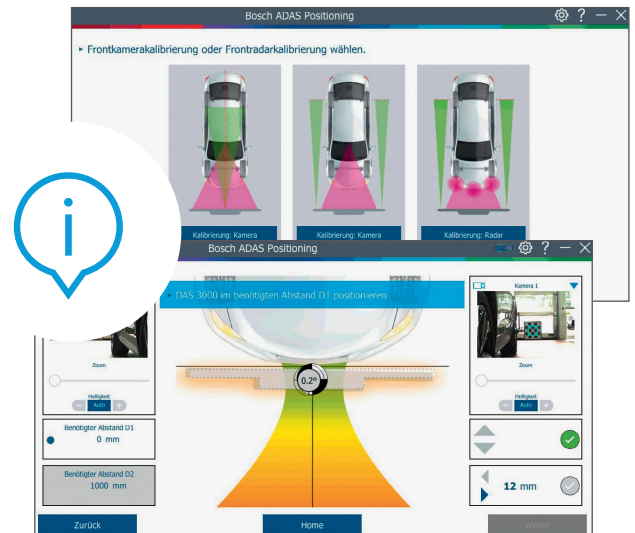 Bosch ADAS Positioning
? — ×
▸ Frontkamerakalibrierung oder Frontradarkalibrierung wählen.
Kalibrierung: Kamera
Kalibrierung: Kamera
Kalibrierung: Radar
i
Bosch ADAS Positioning
? — ×
▸ DAS 3000 im benötigten Abstand D1 positionieren.
Kamera 1
Zoom
Zoom
Helligkeit
− Auto +
Helligkeit
− Auto +
0.2°
Benötigter Abstand D1
0 mm
Benötigter Abstand D2
1000 mm
12 mm
Zurück
Home
Weiter